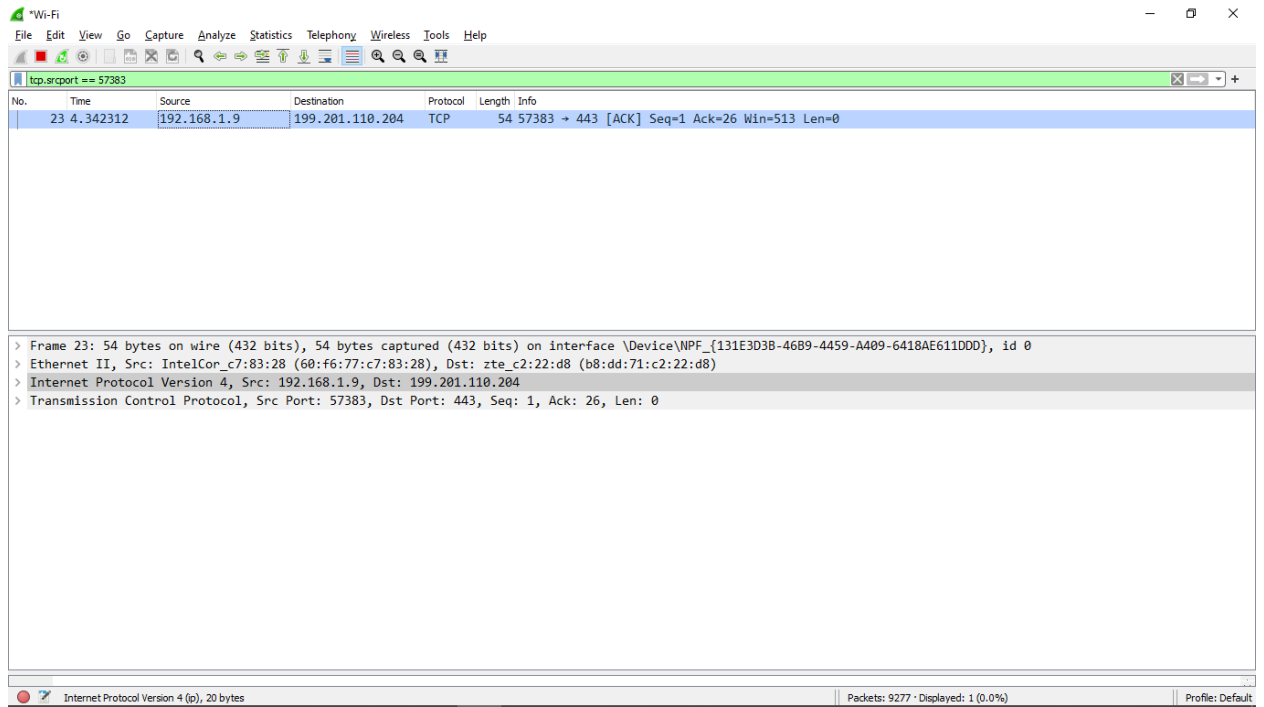 *Wi-Fi
File Edit View Go Capture Analyze Statistics Telephony Wireless Tools Help
tcp.srcport == 57383
No. Time Source Destination Protocol Length Info
23 4.342312 192.168.1.9 199.201.110.204 TCP 54 57383 → 443 [ACK] Seq=1 Ack=26 Win=513 Len=0
> Frame 23: 54 bytes on wire (432 bits), 54 bytes captured (432 bits) on interface \Device\NPF_{131E3D3B-46B9-4459-A409-6418AE611DDD}, id 0
> Ethernet II, Src: IntelCor_c7:83:28 (60:f6:77:c7:83:28), Dst: zte_c2:22:d8 (b8:dd:71:c2:22:d8)
> Internet Protocol Version 4, Src: 192.168.1.9, Dst: 199.201.110.204
> Transmission Control Protocol, Src Port: 57383, Dst Port: 443, Seq: 1, Ack: 26, Len: 0
Internet Protocol Version 4 (ip), 20 bytes Packets: 9277 · Displayed: 1 (0.0%) Profile: Default